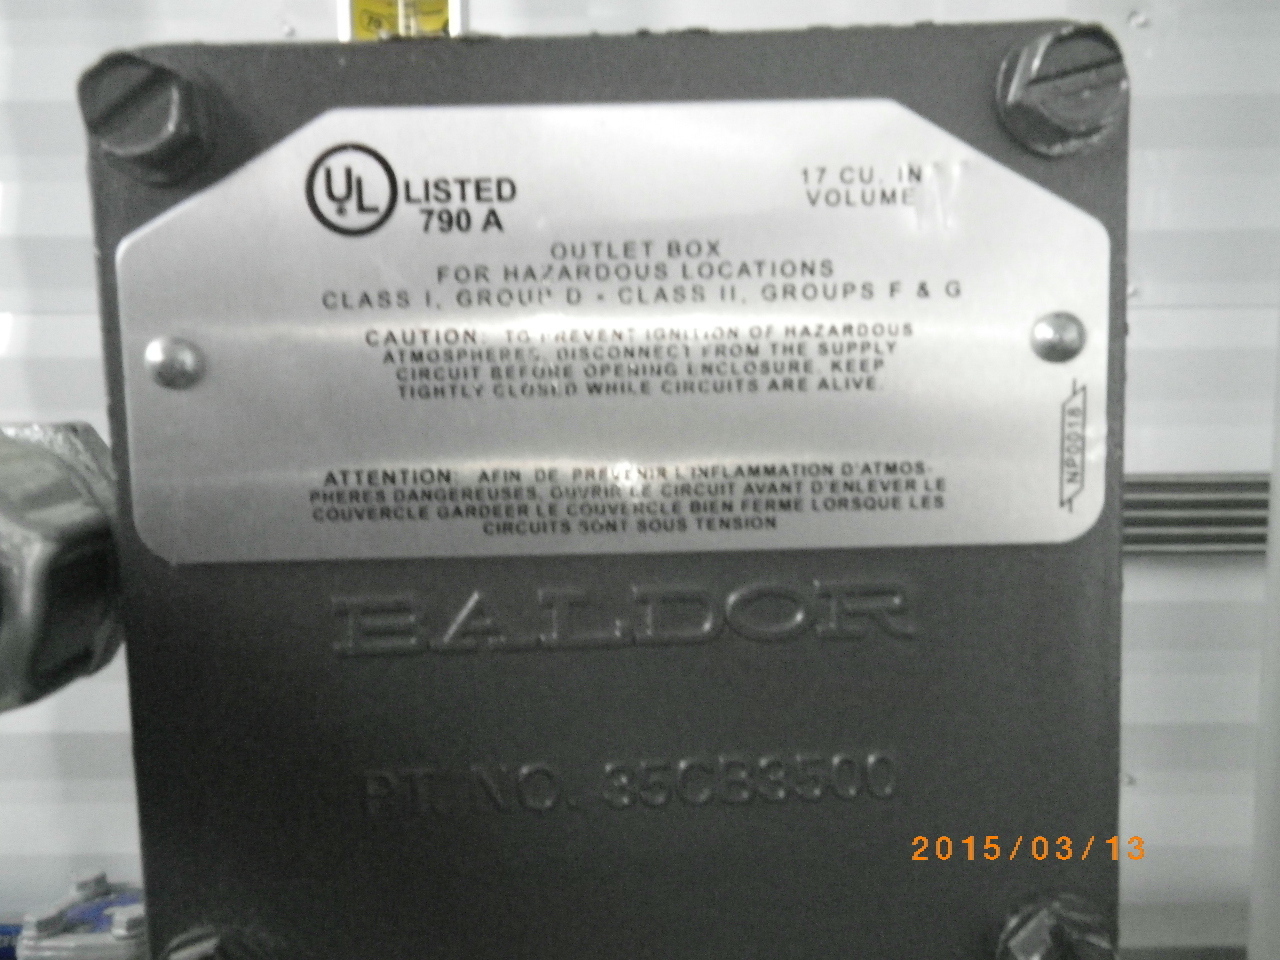 UL LISTED
790 A
17 CU. IN
VOLUME
OUTLET BOX
FOR HAZARDOUS LOCATIONS
CLASS I, GROUP D - CLASS II, GROUPS F & G
CAUTION: TO PREVENT IGNITION OF HAZARDOUS
ATMOSPHERES, DISCONNECT FROM THE SUPPLY
CIRCUIT BEFORE OPENING ENCLOSURE. KEEP
TIGHTLY CLOSED WHILE CIRCUITS ARE ALIVE.
NP0018
ATTENTION: AFIN DE PREVENIR L'INFLAMMATION D'ATMOS-
PHERES DANGEREUSES, OUVRIR LE CIRCUIT AVANT D'ENLEVER LE
COUVERCLE GARDEER LE COUVERCLE BIEN FERME LORSQUE LES
CIRCUITS SONT SOUS TENSION
BALDOR
PT. NO. 35CB3500
2015/03/13